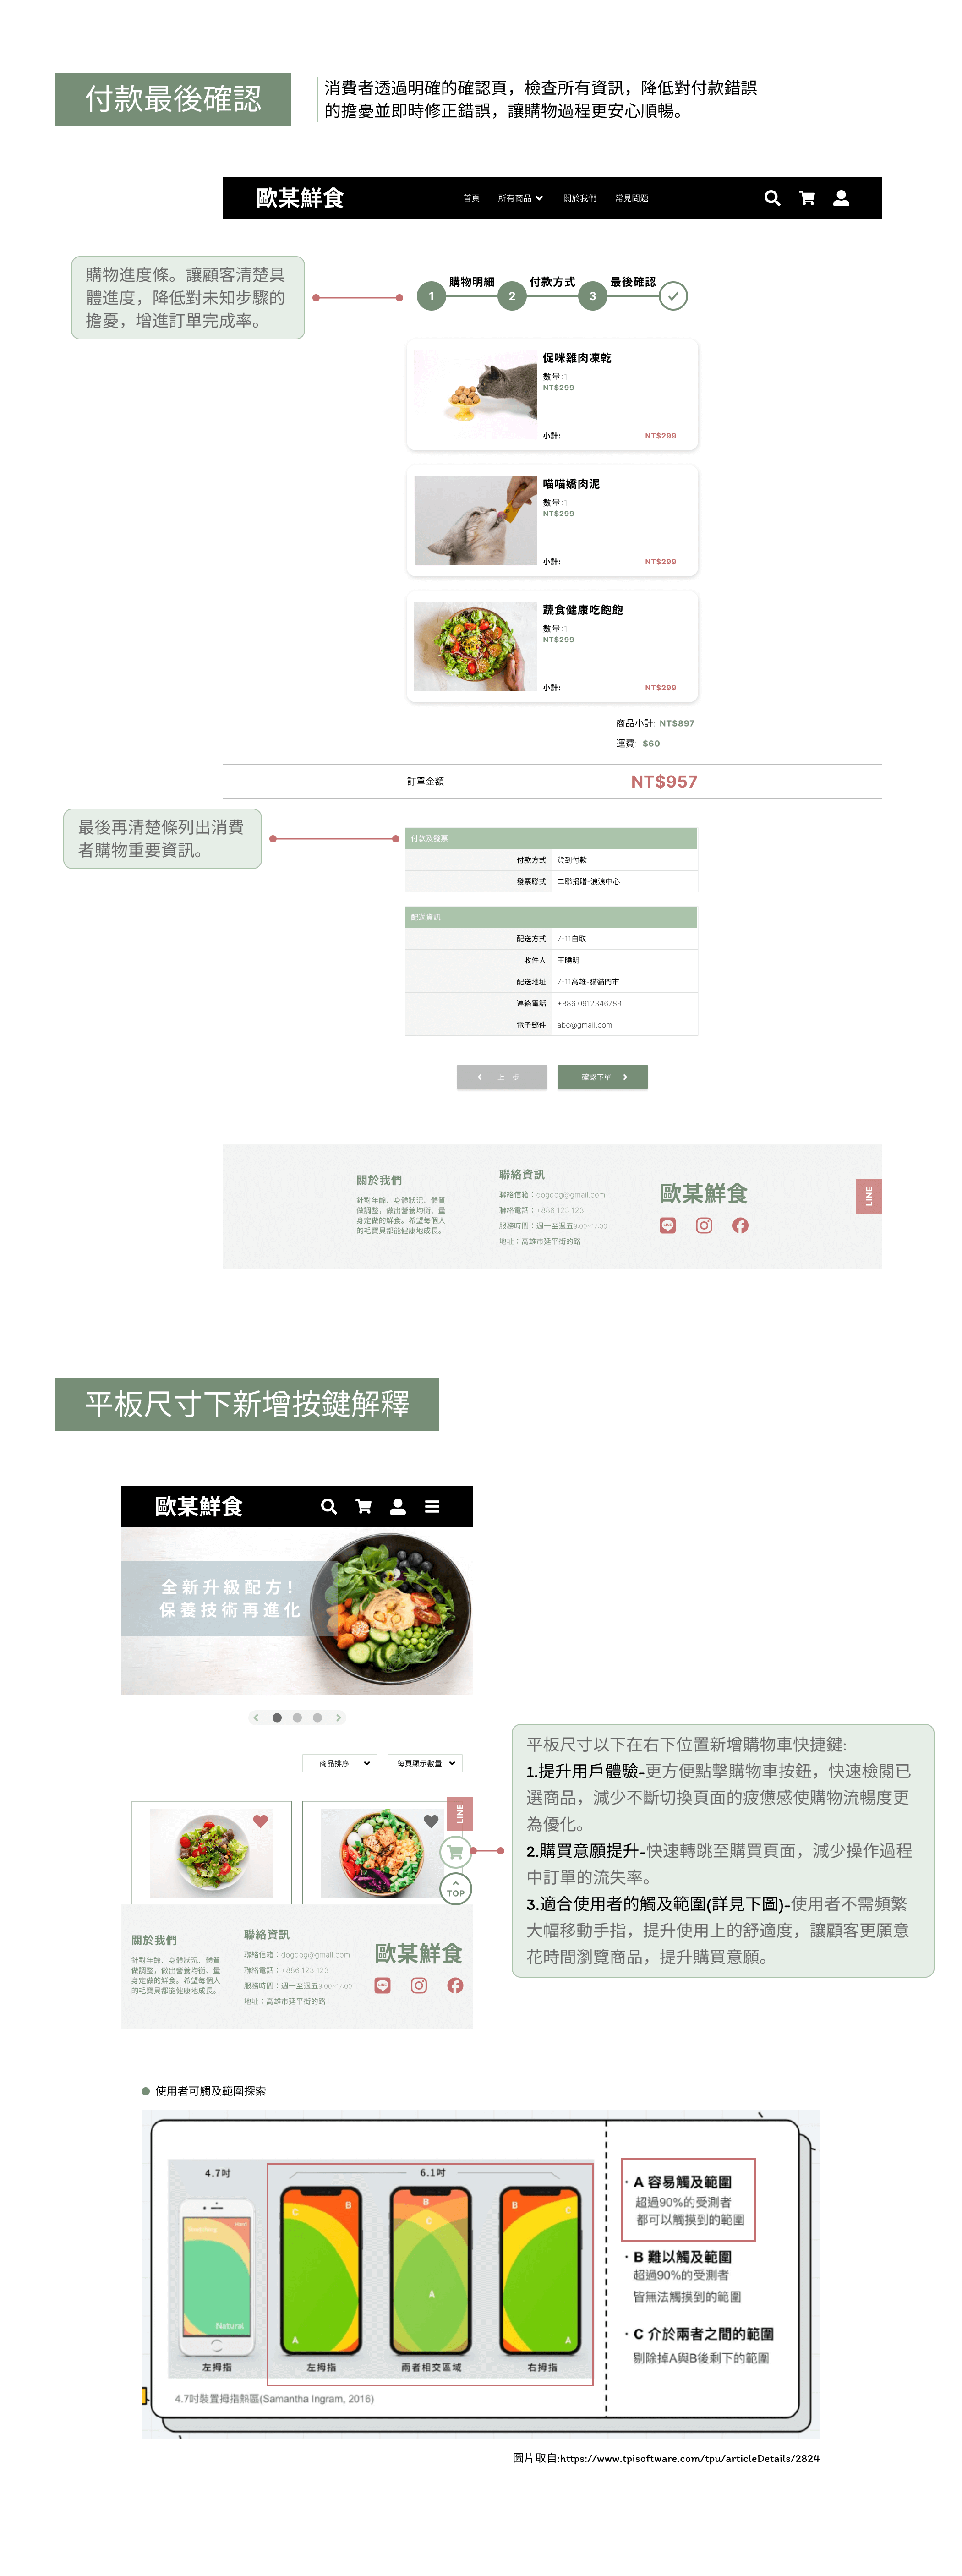 付款最後確認
消費者透過明確的確認頁，檢查所有資訊，降低對付款錯誤
的擔憂並即時修正錯誤，讓購物過程更安心順暢。
歐某鮮食
首頁 所有商品 關於我們 常見問題
購物進度條。讓顧客清楚具
體進度，降低對未知步驟的
擔憂，增進訂單完成率。
購物明細 付款方式 最後確認
1 2 3
促咪雞肉凍乾
數量:1
NT$299
小計: NT$299
喵喵嬌肉泥
數量:1
NT$299
小計: NT$299
蔬食健康吃飽飽
數量:1
NT$299
小計: NT$299
商品小計: NT$897
運費: $60
訂單金額 NT$957
最後再清楚條列出消費
者購物重要資訊。
付款及發票
付款方式 貨到付款
發票聯式 二聯捐贈-浪浪中心
配送資訊
配送方式 7-11自取
收件人 王曉明
配送地址 7-11高雄-貓貓門市
連絡電話 +886 0912346789
電子郵件 abc@gmail.com
上一步 確認下單
關於我們
針對年齡、身體狀況、體質
做調整，做出營養均衡、量
身定做的鮮食。希望每個人
的毛寶貝都能健康地成長。
聯絡資訊
聯絡信箱：dogdog@gmail.com
聯絡電話：+886 123 123
服務時間：週一至週五9:00~17:00
地址：高雄市延平街的路
歐某鮮食
LINE
LINE
平板尺寸下新增按鍵解釋
歐某鮮食
全新升級配方！
保養技術再進化
商品排序 每頁顯示數量
LINE
TOP
平板尺寸以下在右下位置新增購物車快捷鍵:
1.提升用戶體驗-更方便點擊購物車按鈕，快速檢閱已
選商品，減少不斷切換頁面的疲憊感使購物流暢度更
為優化。
2.購買意願提升-快速轉跳至購買頁面，減少操作過程
中訂單的流失率。
3.適合使用者的觸及範圍(詳見下圖)-使用者不需頻繁
大幅移動手指，提升使用上的舒適度，讓顧客更願意
花時間瀏覽商品，提升購買意願。
關於我們
針對年齡、身體狀況、體質
做調整，做出營養均衡、量
身定做的鮮食。希望每個人
的毛寶貝都能健康地成長。
聯絡資訊
聯絡信箱：dogdog@gmail.com
聯絡電話：+886 123 123
服務時間：週一至週五9:00~17:00
地址：高雄市延平街的路
歐某鮮食
LINE
使用者可觸及範圍探索
4.7吋 6.1吋
Stretching Hard
Natural
C B
A
B
C
A
B C
A
左拇指 左拇指 兩者相交區域 右拇指
4.7吋裝置拇指熱區(Samantha Ingram, 2016)
· A 容易觸及範圍
超過90%的受測者
都可以觸摸到的範圍
· B 難以觸及範圍
超過90%的受測者
皆無法觸摸到的範圍
· C 介於兩者之間的範圍
剔除掉A與B後剩下的範圍
圖片取自:https://www.tpisoftware.com/tpu/articleDetails/2824